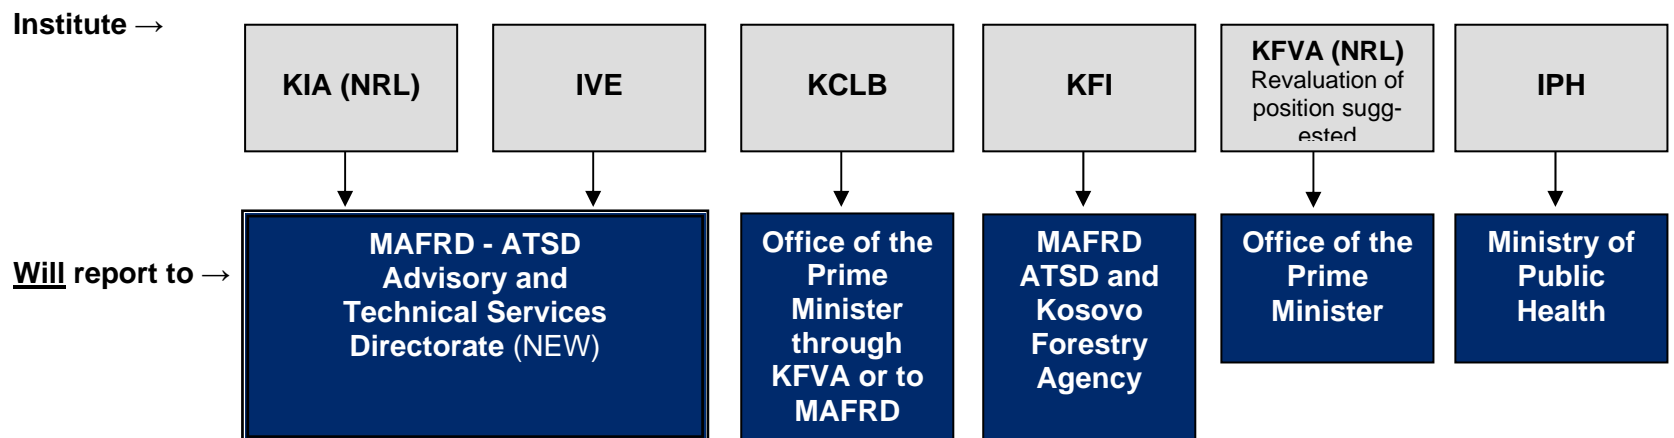 Institute →
KIA (NRL)
IVE
KCLB
KFI
KFVA (NRL)
Revaluation of
position sugg-
ested
IPH
Will report to →
MAFRD - ATSD
Advisory and
Technical Services
Directorate (NEW)
Office of the
Prime
Minister
through
KFVA or to
MAFRD
MAFRD
ATSD and
Kosovo
Forestry
Agency
Office of the
Prime
Minister
Ministry of
Public
Health